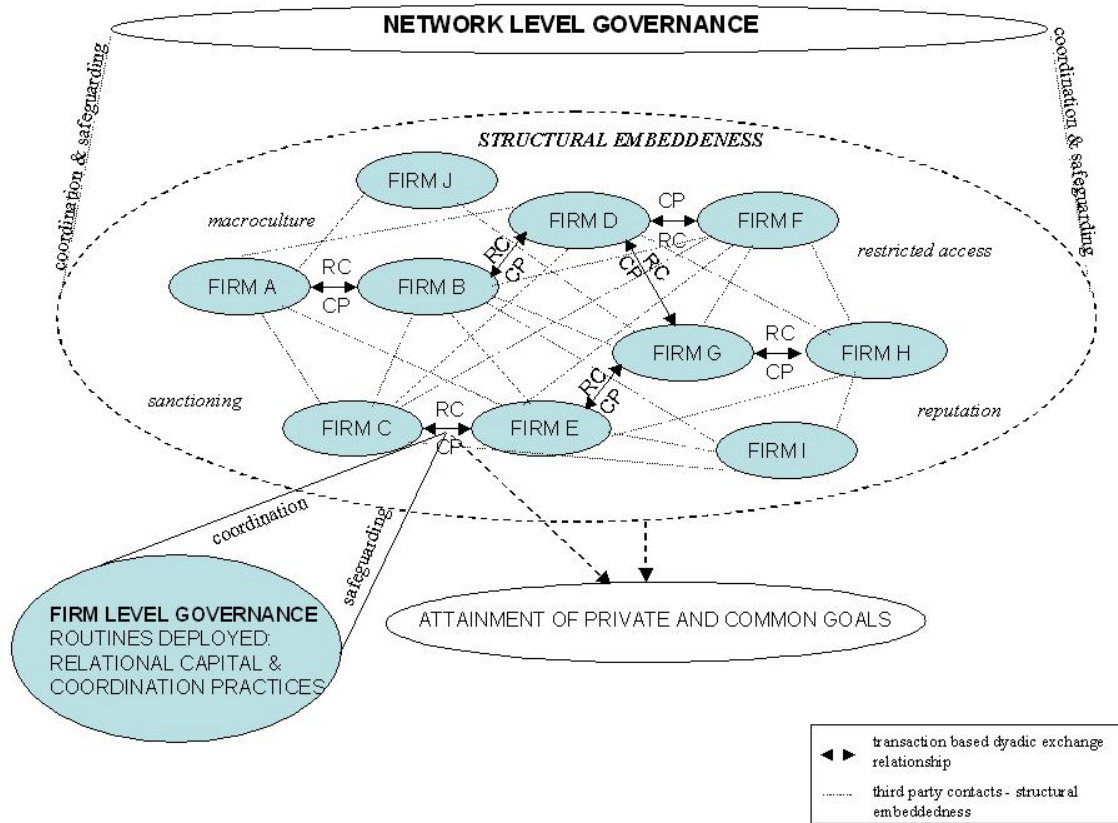 NETWORK LEVEL GOVERNANCE
coordination & safeguarding
coordination & safeguarding
STRUCTURAL EMBEDDENESS
FIRM J
macroculture
FIRM D
CP
RC
FIRM F
restricted access
RC
CP
FIRM A
RC
CP
FIRM B
CP
RC
FIRM G
RC
CP
FIRM H
sanctioning
RC
CP
reputation
FIRM C
RC
CP
FIRM E
FIRM I
coordination
safeguarding
FIRM LEVEL GOVERNANCE
ROUTINES DEPLOYED:
RELATIONAL CAPITAL &
COORDINATION PRACTICES
ATTAINMENT OF PRIVATE AND COMMON GOALS
transaction based dyadic exchange
relationship
third party contacts - structural
embeddedness